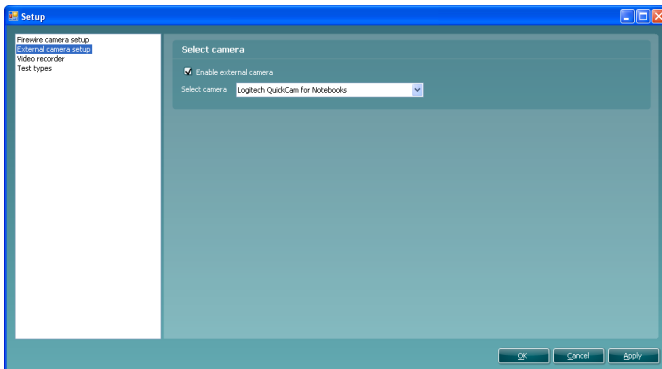 Setup
Firewire camera setup
External camera setup
Video recorder
Test types
Select camera
Enable external camera
Select camera Logitech QuickCam for Notebooks
OK Cancel Apply